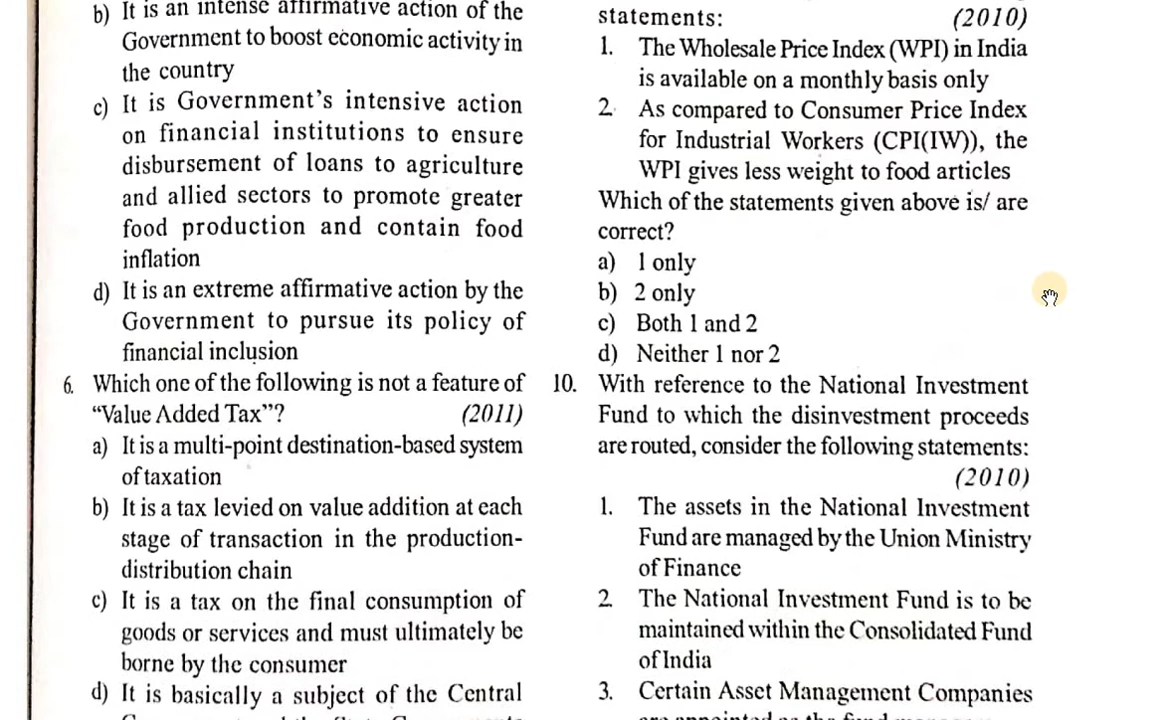 b) It is an intense affirmative action of the
Government to boost economic activity in
the country
c) It is Government's intensive action
on financial institutions to ensure
disbursement of loans to agriculture
and allied sectors to promote greater
food production and contain food
inflation
d) It is an extreme affirmative action by the
Government to pursue its policy of
financial inclusion
6. Which one of the following is not a feature of
“Value Added Tax”? (2011)
a) It is a multi-point destination-based system
of taxation
b) It is a tax levied on value addition at each
stage of transaction in the production-
distribution chain
c) It is a tax on the final consumption of
goods or services and must ultimately be
borne by the consumer
d) It is basically a subject of the Central
statements: (2010)
1. The Wholesale Price Index (WPI) in India
is available on a monthly basis only
2. As compared to Consumer Price Index
for Industrial Workers (CPI(IW)), the
WPI gives less weight to food articles
Which of the statements given above is/ are
correct?
a) 1 only
b) 2 only
c) Both 1 and 2
d) Neither 1 nor 2
10. With reference to the National Investment
Fund to which the disinvestment proceeds
are routed, consider the following statements:
(2010)
1. The assets in the National Investment
Fund are managed by the Union Ministry
of Finance
2. The National Investment Fund is to be
maintained within the Consolidated Fund
of India
3. Certain Asset Management Companies